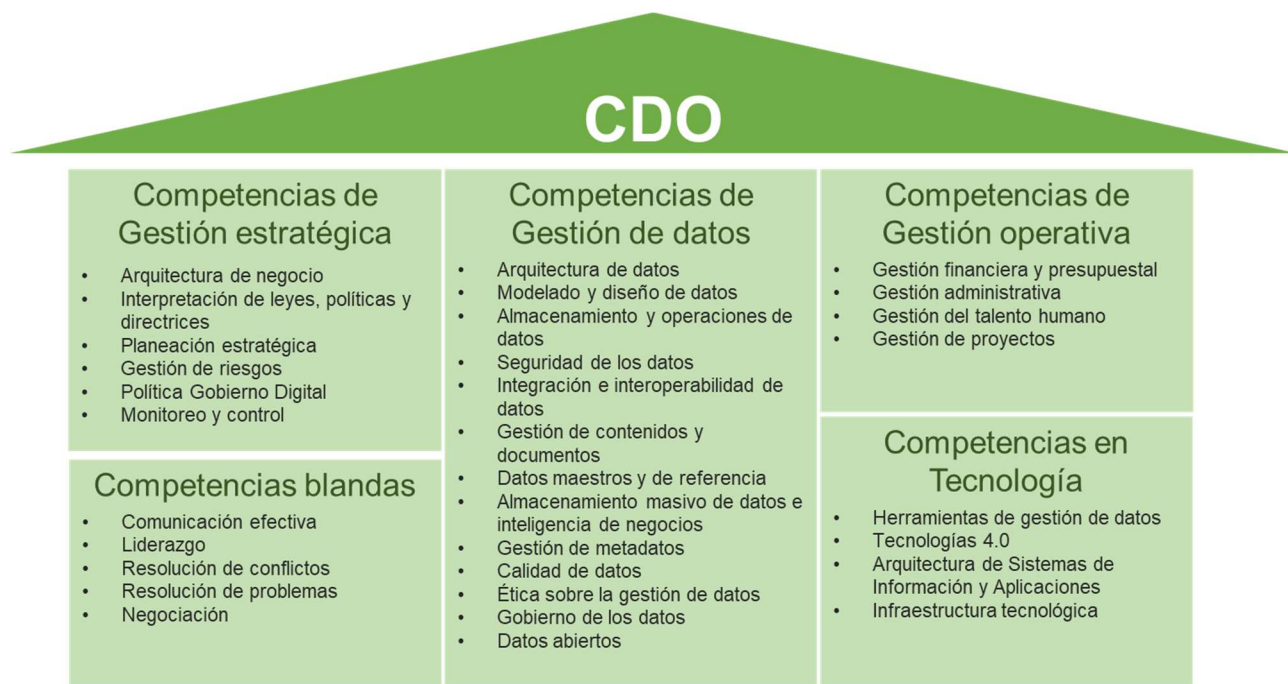 CDO
Competencias de
Gestión estratégica
• Arquitectura de negocio
• Interpretación de leyes, políticas y
directrices
• Planeación estratégica
• Gestión de riesgos
• Política Gobierno Digital
• Monitoreo y control
Competencias blandas
• Comunicación efectiva
• Liderazgo
• Resolución de conflictos
• Resolución de problemas
• Negociación
Competencias de
Gestión de datos
• Arquitectura de datos
• Modelado y diseño de datos
• Almacenamiento y operaciones de
datos
• Seguridad de los datos
• Integración e interoperabilidad de
datos
• Gestión de contenidos y
documentos
• Datos maestros y de referencia
• Almacenamiento masivo de datos e
inteligencia de negocios
• Gestión de metadatos
• Calidad de datos
• Ética sobre la gestión de datos
• Gobierno de los datos
• Datos abiertos
Competencias de
Gestión operativa
• Gestión financiera y presupuestal
• Gestión administrativa
• Gestión del talento humano
• Gestión de proyectos
Competencias en
Tecnología
• Herramientas de gestión de datos
• Tecnologías 4.0
• Arquitectura de Sistemas de
Información y Aplicaciones
• Infraestructura tecnológica